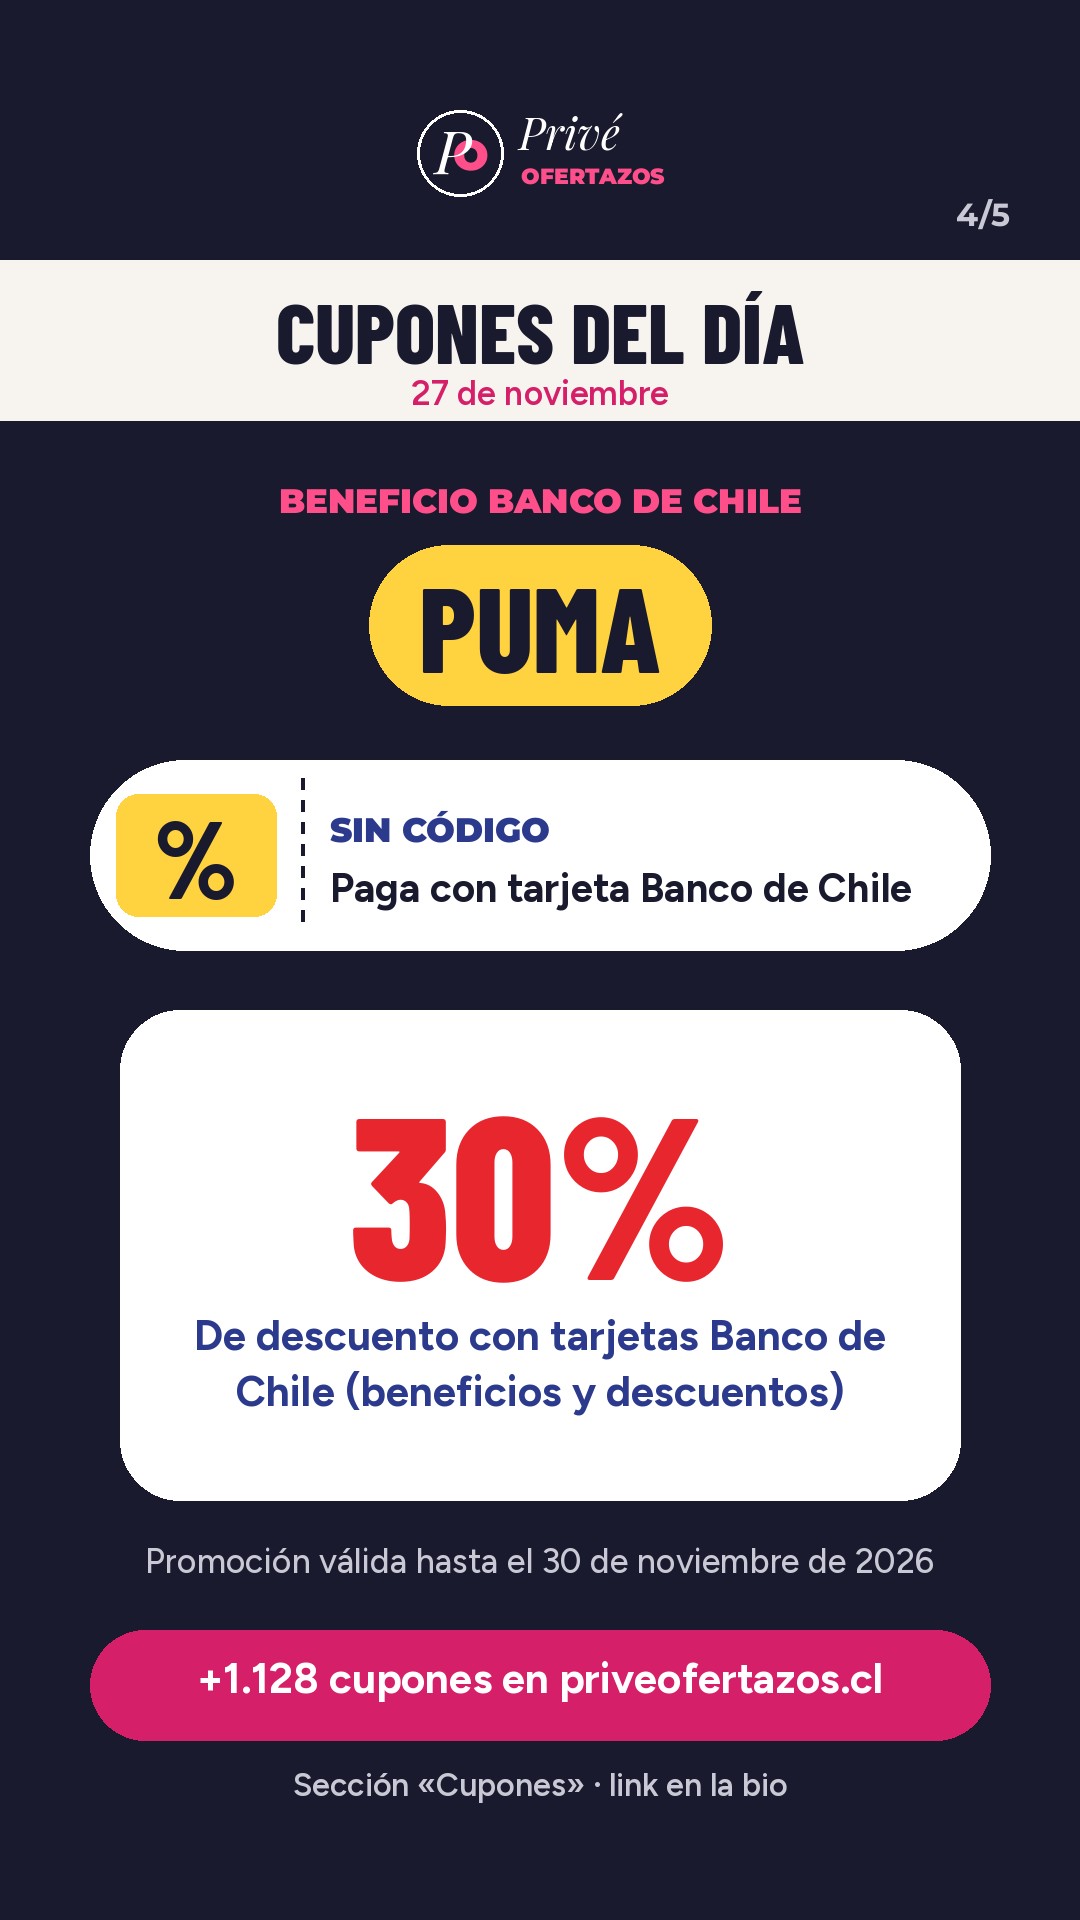 Po
Privé
OFERTAZOS
4/5
CUPONES DEL DÍA
27 de noviembre
BENEFICIO BANCO DE CHILE
PUMA
%
SIN CÓDIGO
Paga con tarjeta Banco de Chile
30%
De descuento con tarjetas Banco de
Chile (beneficios y descuentos)
Promoción válida hasta el 30 de noviembre de 2026
+1.128 cupones en priveofertazos.cl
Sección «Cupones» · link en la bio